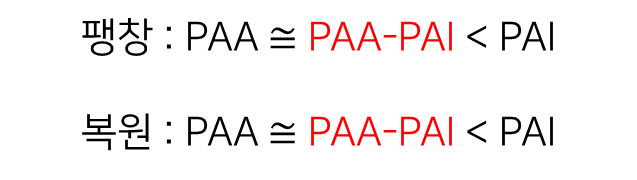 팽창 : PAA ≅ PAA-PAI < PAI
복원 : PAA ≅ PAA-PAI < PAI